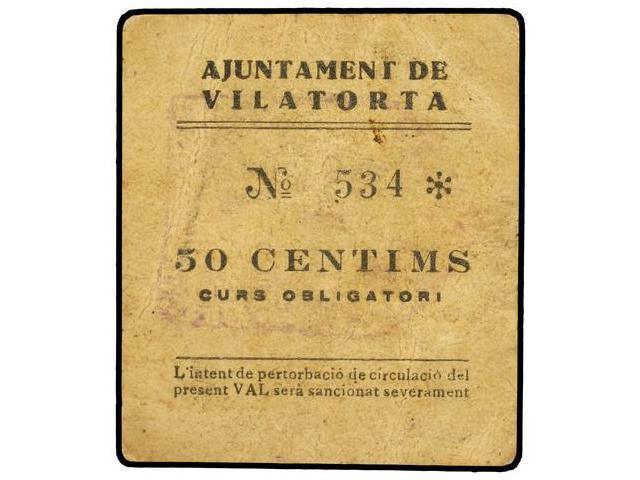 AJUNTAMENT DE
VILATORTA
Nº 534 *
50 CENTIMS
CURS OBLIGATORI
L'intent de pertorbació de circulació del
present VAL serà sancionat severament